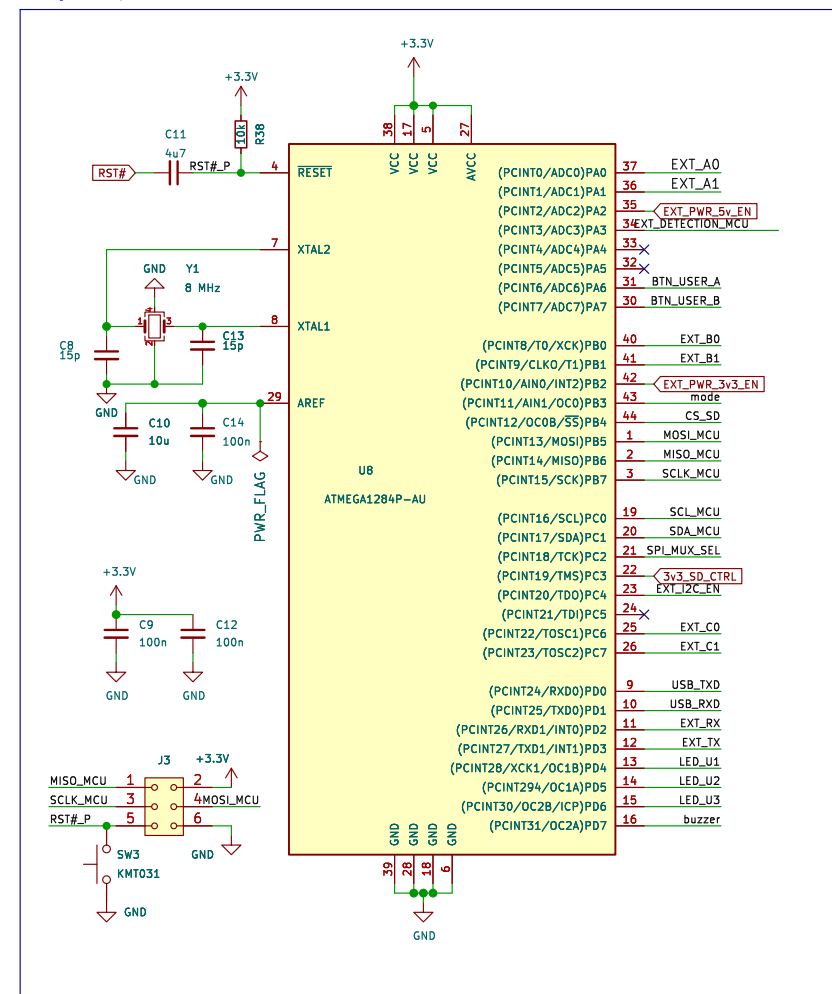 +3.3V
+3.3V
C11
4u7
RST#
RST#_P
10k
R38
4
RESET
7
XTAL2
GND
Y1
8 MHz
1
4
3
2
8
XTAL1
C8
15p
C13
15p
GND
29
AREF
C10
10u
C14
100n
GND
GND
PWR_FLAG
38
17
5
27
VCC
VCC
VCC
AVCC
U8
ATMEGA1284P-AU
(PCINT0/ADC0)PA0 37 EXT_A0
(PCINT1/ADC1)PA1 36 EXT_A1
(PCINT2/ADC2)PA2 35 EXT_PWR_5v_EN
(PCINT3/ADC3)PA3 34 EXT_DETECTION_MCU
(PCINT4/ADC4)PA4 33
(PCINT5/ADC5)PA5 32
(PCINT6/ADC6)PA6 31 BTN_USER_A
(PCINT7/ADC7)PA7 30 BTN_USER_B
(PCINT8/T0/XCK)PB0 40 EXT_B0
(PCINT9/CLKO/T1)PB1 41 EXT_B1
(PCINT10/AIN0/INT2)PB2 42 EXT_PWR_3v3_EN
(PCINT11/AIN1/OC0)PB3 43 mode
(PCINT12/OC0B/SS)PB4 44 CS_SD
(PCINT13/MOSI)PB5 1 MOSI_MCU
(PCINT14/MISO)PB6 2 MISO_MCU
(PCINT15/SCK)PB7 3 SCLK_MCU
(PCINT16/SCL)PC0 19 SCL_MCU
(PCINT17/SDA)PC1 20 SDA_MCU
(PCINT18/TCK)PC2 21 SPI_MUX_SEL
(PCINT19/TMS)PC3 22 3v3_SD_CTRL
(PCINT20/TDO)PC4 23 EXT_I2C_EN
(PCINT21/TDI)PC5 24
(PCINT22/TOSC1)PC6 25 EXT_C0
(PCINT23/TOSC2)PC7 26 EXT_C1
(PCINT24/RXD0)PD0 9 USB_TXD
(PCINT25/TXD0)PD1 10 USB_RXD
(PCINT26/RXD1/INT0)PD2 11 EXT_RX
(PCINT27/TXD1/INT1)PD3 12 EXT_TX
(PCINT28/XCK1/OC1B)PD4 13 LED_U1
(PCINT294/OC1A)PD5 14 LED_U2
(PCINT30/OC2B/ICP)PD6 15 LED_U3
(PCINT31/OC2A)PD7 16 buzzer
GND
GND
GND
GND
39
28
18
6
GND
+3.3V
C9
100n
C12
100n
GND
GND
J3
+3.3V
MISO_MCU 1 2
SCLK_MCU 3 4 MOSI_MCU
RST#_P 5 6
GND
SW3
KMT031
GND